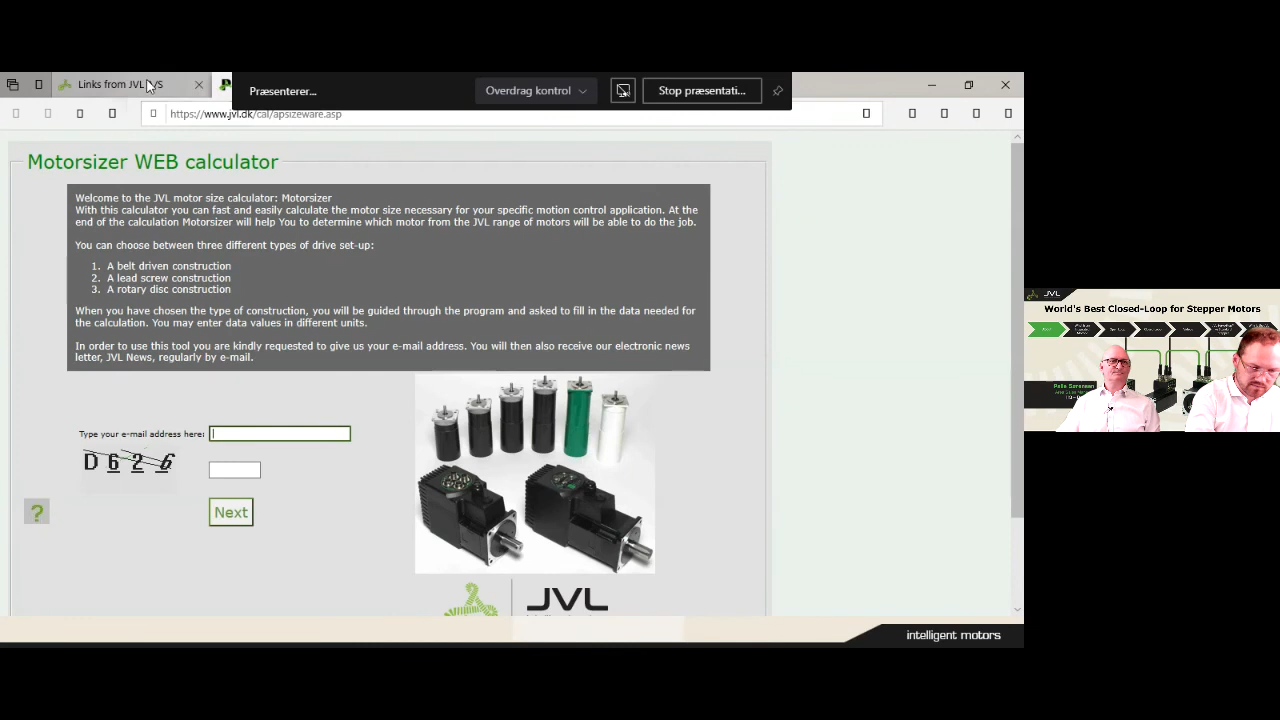 Links from JVL A/S
Præsenterer...
Overdrag kontrol
Stop præsentati...
https://www.jvl.dk/cal/apsizeware.asp
Motorsizer WEB calculator
Welcome to the JVL motor size calculator: Motorsizer
With this calculator you can fast and easily calculate the motor size necessary for your specific motion control application. At the
end of the calculation Motorsizer will help You to determine which motor from the JVL range of motors will be able to do the job.
You can choose between three different types of drive set-up:
1. A belt driven construction
2. A lead screw construction
3. A rotary disc construction
When you have chosen the type of construction, you will be guided through the program and asked to fill in the data needed for
the calculation. You may enter data values in different units.
In order to use this tool you are kindly requested to give us your e-mail address. You will then also receive our electronic news
letter, JVL News, regularly by e-mail.
Type your e-mail address here:
D 6 2 6
Next
?
JVL
intelligent motors
JVL
World's Best Closed-Loop for Stepper Motors